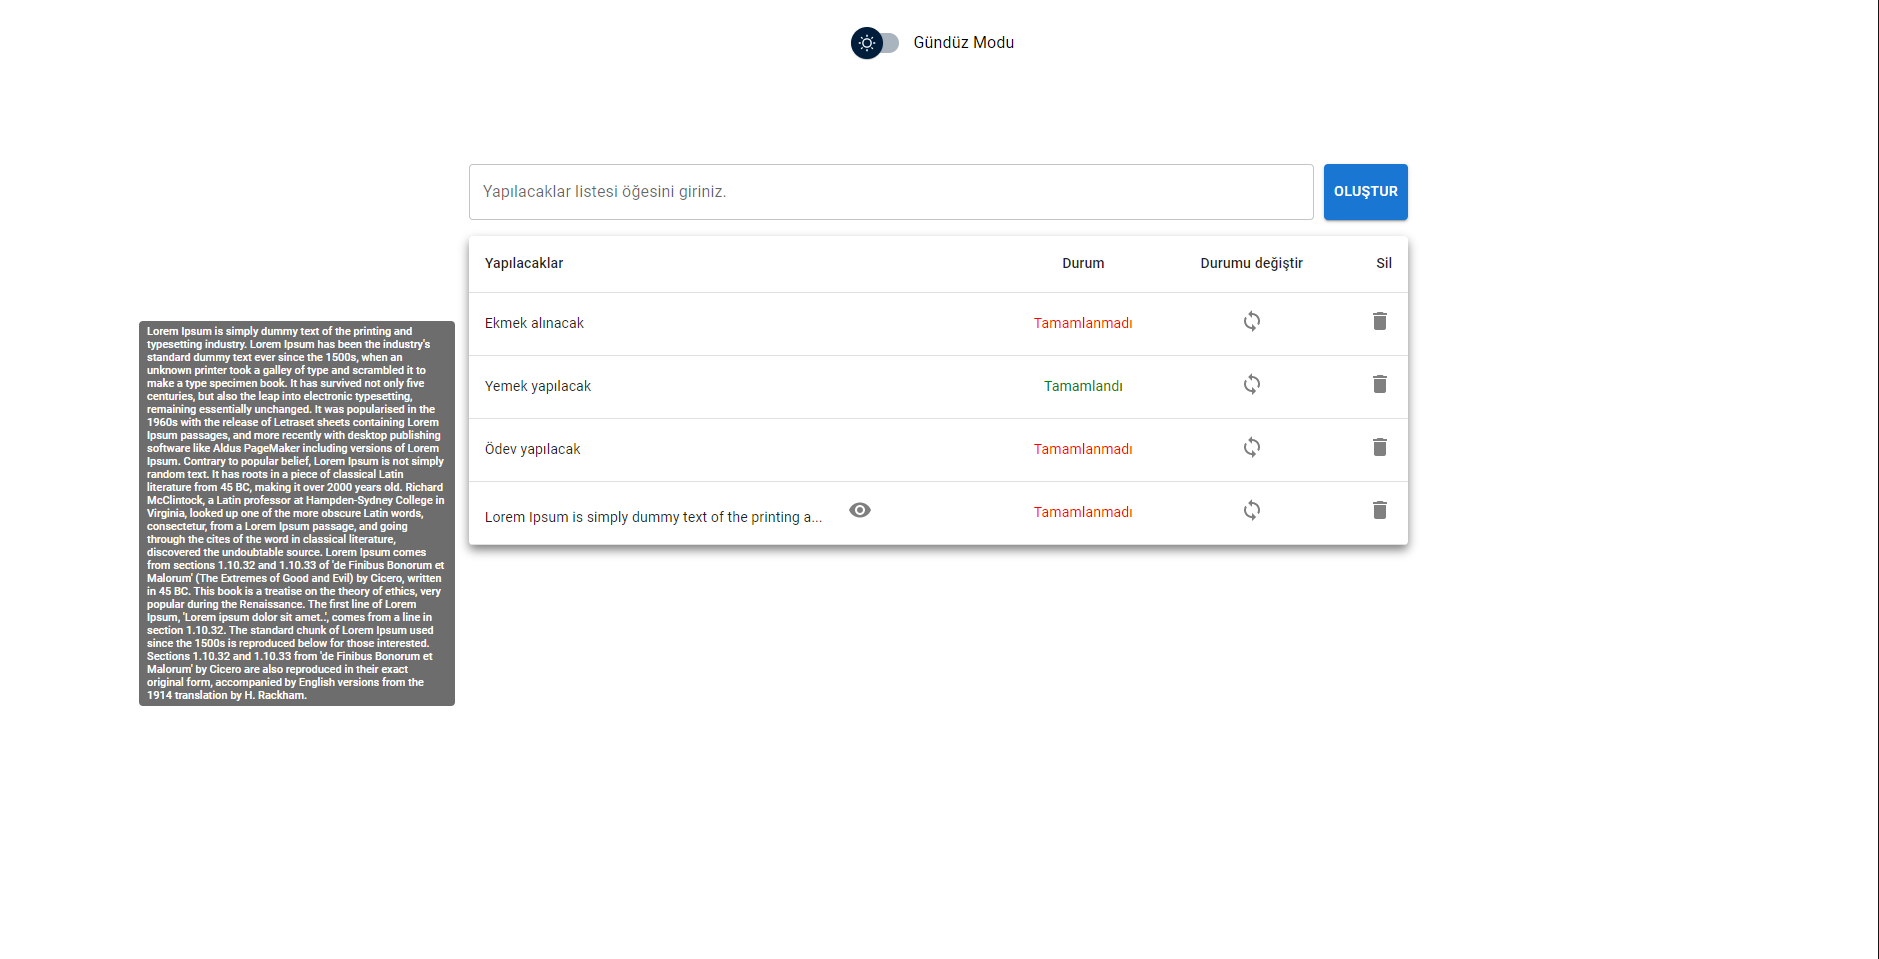 Gündüz Modu
Yapılacaklar listesi öğesini giriniz.
OLUŞTUR
Yapılacaklar Durum Durumu değiştir Sil
Ekmek alınacak Tamamlanmadı
Yemek yapılacak Tamamlandı
Ödev yapılacak Tamamlanmadı
Lorem Ipsum is simply dummy text of the printing a... Tamamlanmadı
Lorem Ipsum is simply dummy text of the printing and
typesetting industry. Lorem Ipsum has been the industry's
standard dummy text ever since the 1500s, when an
unknown printer took a galley of type and scrambled it to
make a type specimen book. It has survived not only five
centuries, but also the leap into electronic typesetting,
remaining essentially unchanged. It was popularised in the
1960s with the release of Letraset sheets containing Lorem
Ipsum passages, and more recently with desktop publishing
software like Aldus PageMaker including versions of Lorem
Ipsum. Contrary to popular belief, Lorem Ipsum is not simply
random text. It has roots in a piece of classical Latin
literature from 45 BC, making it over 2000 years old. Richard
McClintock, a Latin professor at Hampden-Sydney College in
Virginia, looked up one of the more obscure Latin words,
consectetur, from a Lorem Ipsum passage, and going
through the cites of the word in classical literature,
discovered the undoubtable source. Lorem Ipsum comes
from sections 1.10.32 and 1.10.33 of 'de Finibus Bonorum et
Malorum' (The Extremes of Good and Evil) by Cicero, written
in 45 BC. This book is a treatise on the theory of ethics, very
popular during the Renaissance. The first line of Lorem
Ipsum, 'Lorem ipsum dolor sit amet..', comes from a line in
section 1.10.32. The standard chunk of Lorem Ipsum used
since the 1500s is reproduced below for those interested.
Sections 1.10.32 and 1.10.33 from 'de Finibus Bonorum et
Malorum' by Cicero are also reproduced in their exact
original form, accompanied by English versions from the
1914 translation by H. Rackham.